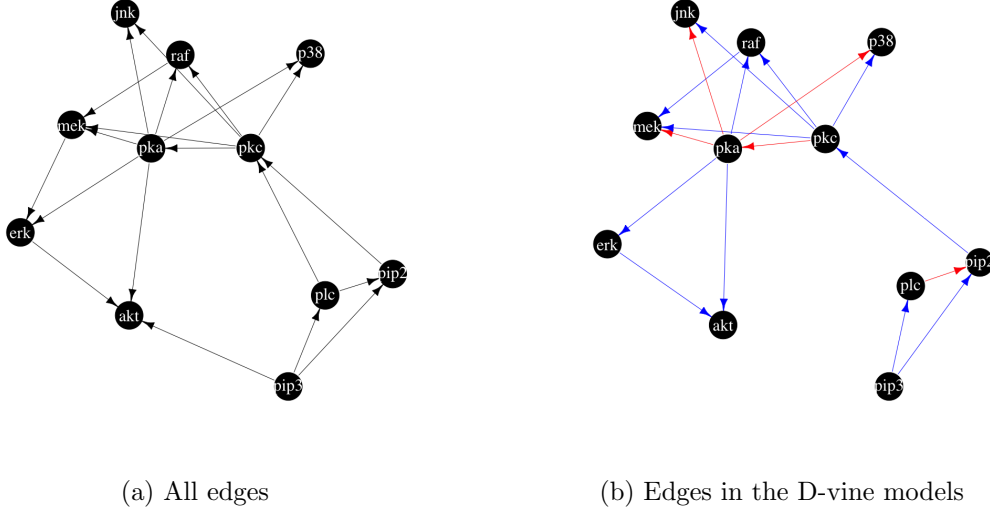 jnk
raf
p38
mek
pka
pkc
erk
pip2
plc
akt
pip3
(a) All edges
jnk
raf
p38
mek
pka
pkc
erk
pip2
plc
akt
pip3
(b) Edges in the D-vine models